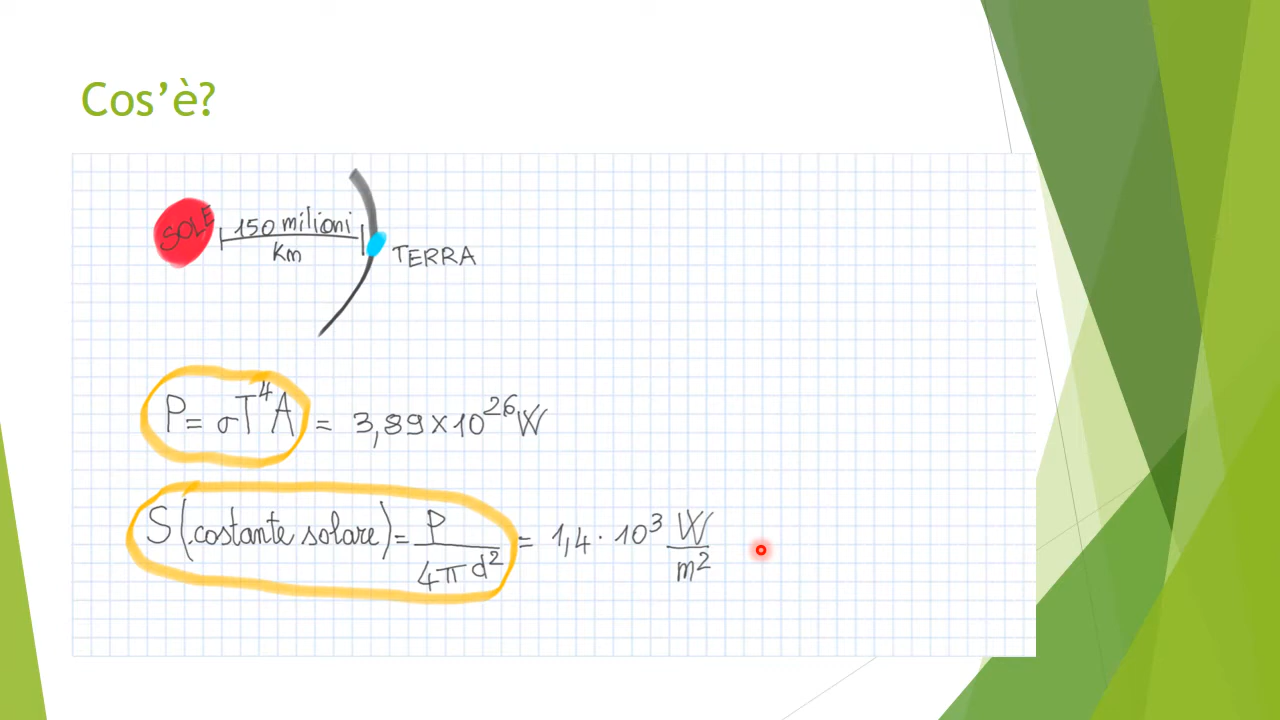 Cos'è?
SOLE
150 milioni
Km
TERRA
P = σT⁴A = 3,89×10²⁶ W
S (costante solare) = P / 4π d² = 1,4 · 10³ W / m²